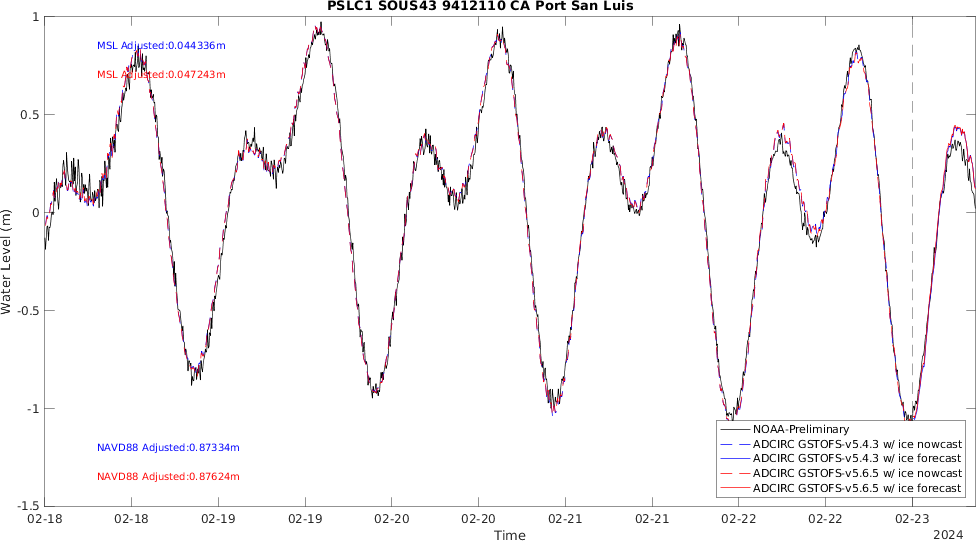 PSLC1 SOUS43 9412110 CA Port San Luis
1
MSL Adjusted:0.044336m
MSL Adjusted:0.047243m
0.5
0
Water Level (m)
-0.5
-1
NOAA-Preliminary
NAVD88 Adjusted:0.87334m
ADCIRC GSTOFS-v5.4.3 w/ ice nowcast
ADCIRC GSTOFS-v5.4.3 w/ ice forecast
NAVD88 Adjusted:0.87624m
ADCIRC GSTOFS-v5.6.5 w/ ice nowcast
ADCIRC GSTOFS-v5.6.5 w/ ice forecast
-1.5
02-18 02-18 02-19 02-19 02-20 02-20 02-21 02-21 02-22 02-22 02-23
Time
2024